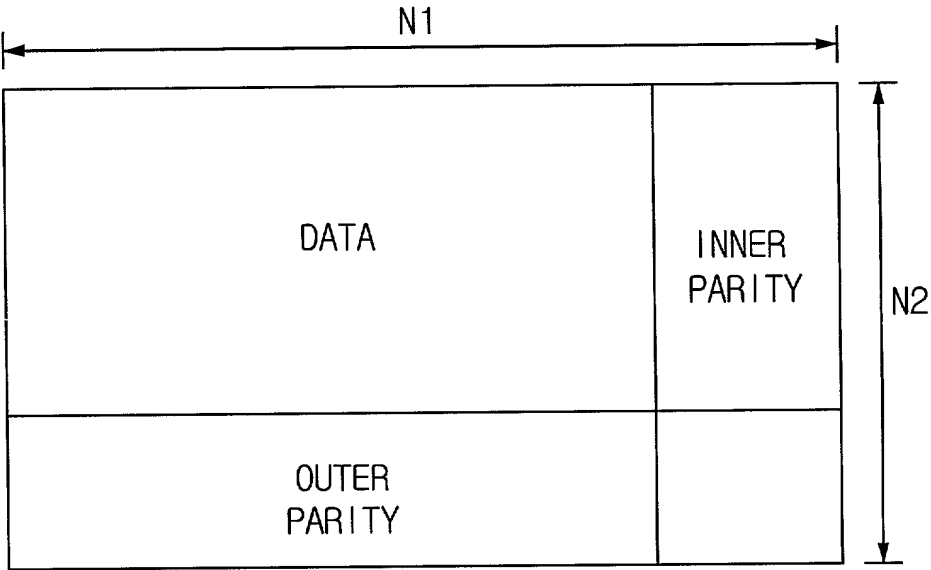 N1
DATA
INNER
PARITY
N2
OUTER
PARITY